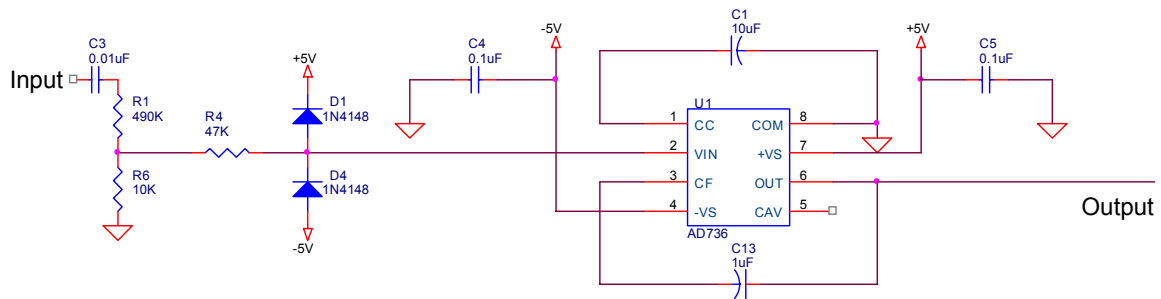 Input
C3
0.01uF
R1
490K
R6
10K
R4
47K
+5V
D1
1N4148
D4
1N4148
-5V
C4
0.1uF
-5V
C1
10uF
U1
1
CC
COM
8
2
VIN
+VS
7
3
CF
OUT
6
4
-VS
CAV
5
AD736
C13
1uF
+5V
C5
0.1uF
Output